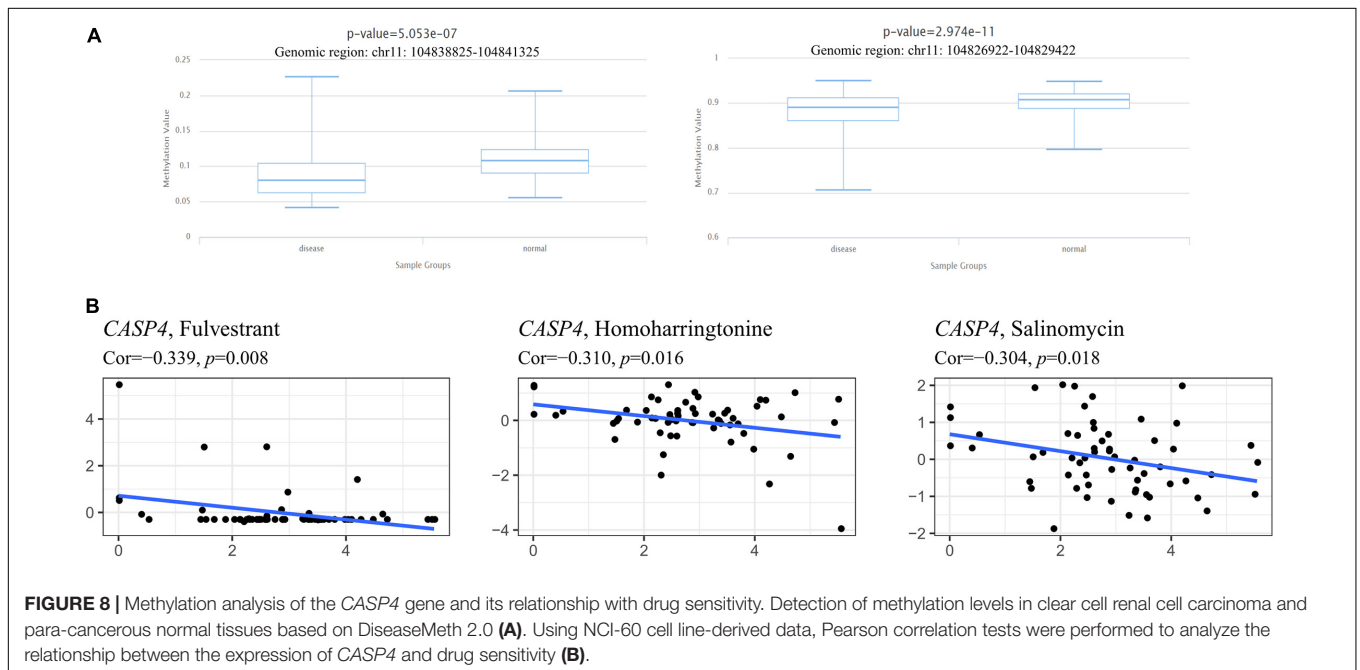 A
p-value=5.053e-07
Genomic region: chr11: 104838825-104841325
0.25
0.2
0.15
0.1
0.05
0
Methylation Value
disease
normal
Sample Groups
p-value=2.974e-11
Genomic region: chr11: 104826922-104829422
1
0.9
0.8
0.7
0.6
Methylation Value
disease
normal
Sample Groups
B
CASP4, Fulvestrant
Cor=−0.339, p=0.008
4
2
0
0
2
4
CASP4, Homoharringtonine
Cor=−0.310, p=0.016
0
−2
−4
0
2
4
CASP4, Salinomycin
Cor=−0.304, p=0.018
2
1
0
−1
−2
0
2
4
FIGURE 8 | Methylation analysis of the CASP4 gene and its relationship with drug sensitivity. Detection of methylation levels in clear cell renal cell carcinoma and
para-cancerous normal tissues based on DiseaseMeth 2.0 (A). Using NCI-60 cell line-derived data, Pearson correlation tests were performed to analyze the
relationship between the expression of CASP4 and drug sensitivity (B).